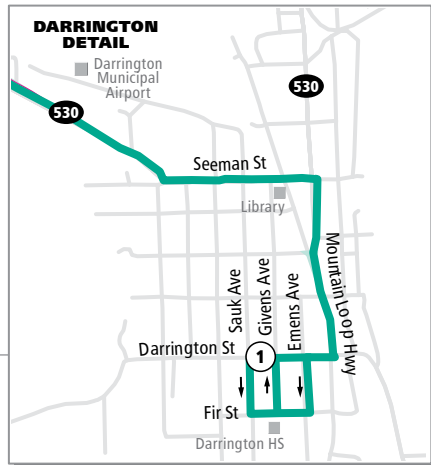 DARRINGTON
DETAIL
Darrington
Municipal
Airport
530
530
Seeman St
Library
Mountain Loop Hwy
Sauk Ave
Givens Ave
Emens Ave
Darrington St
1
Fir St
Darrington HS